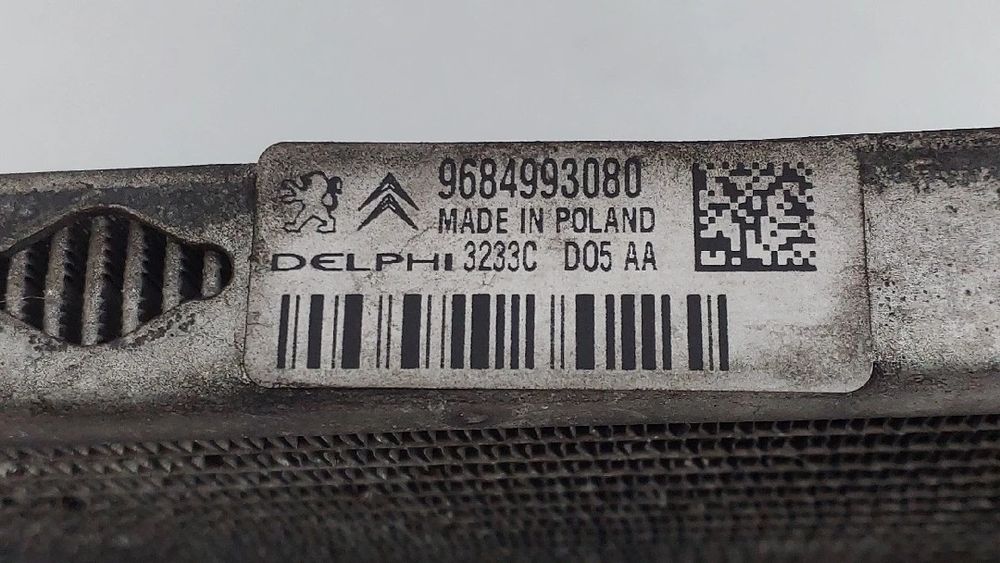 9684993080
MADE IN POLAND
DELPHI 3233C D05 AA